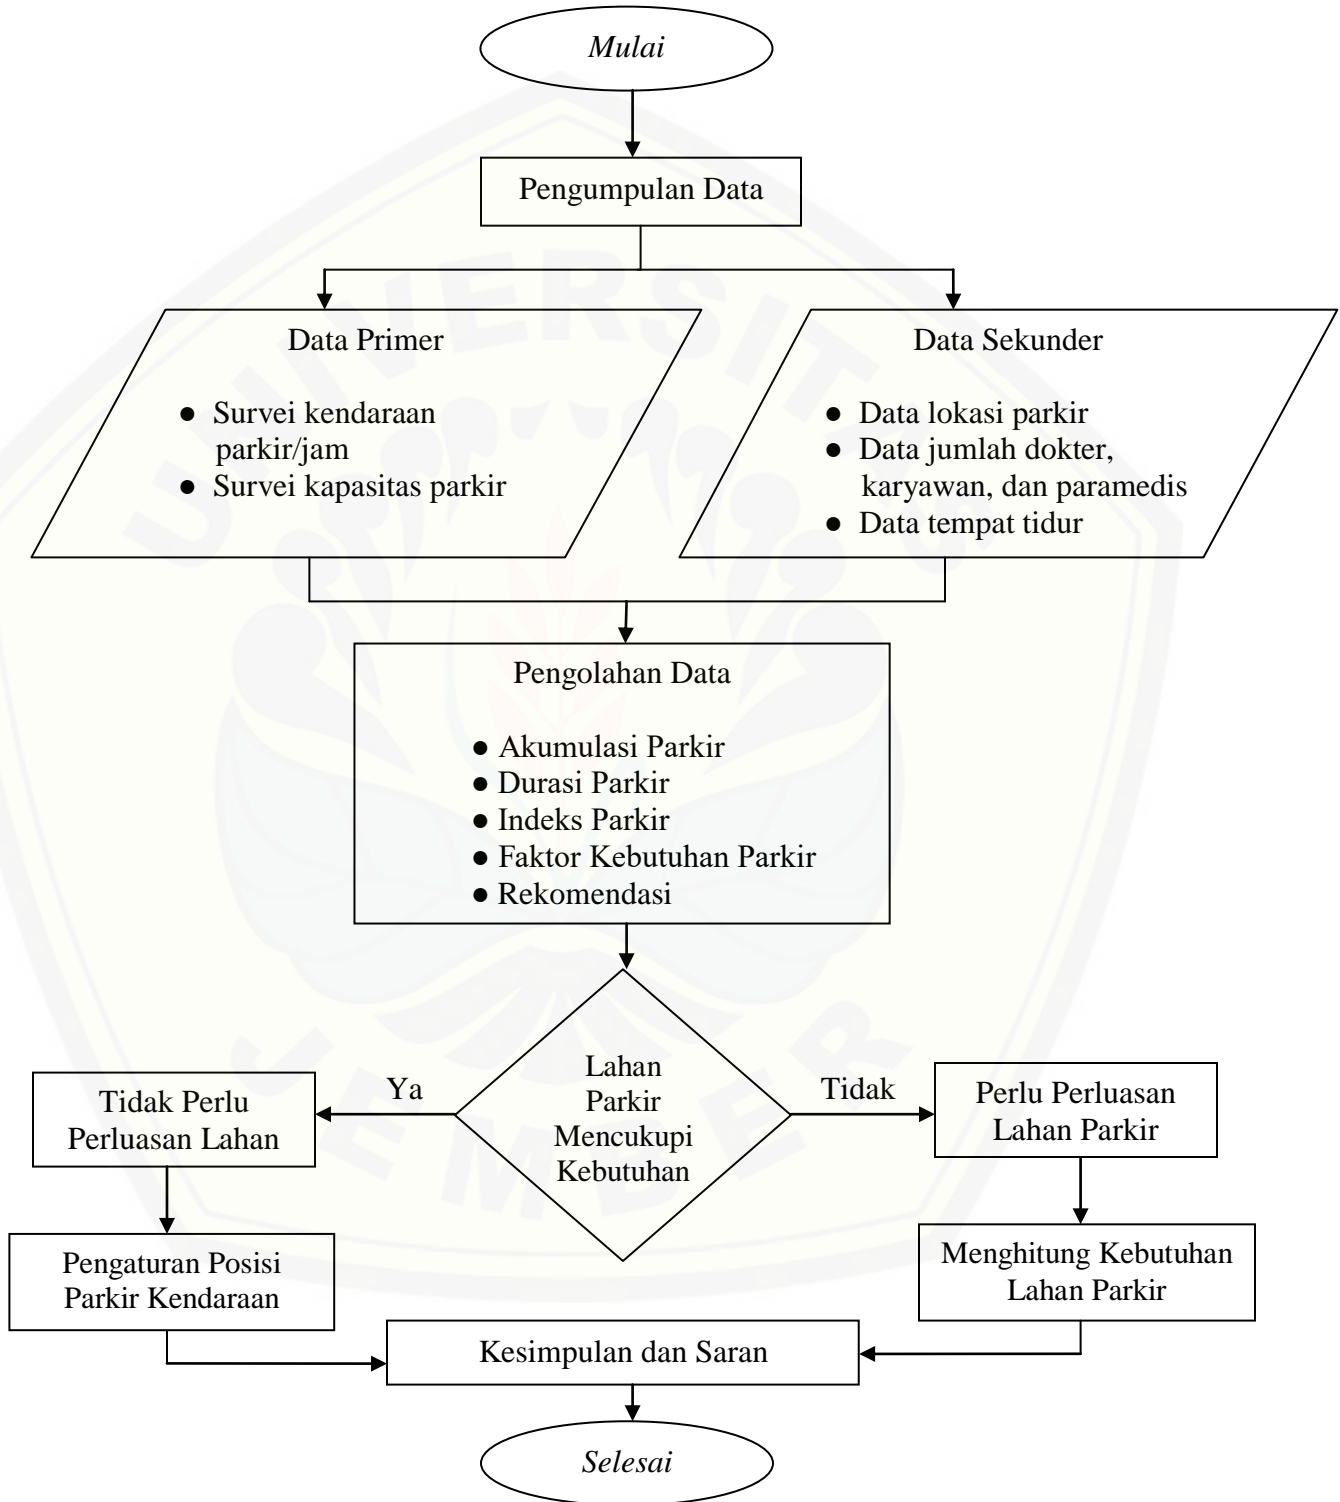 Mulai
Pengumpulan Data
Data Primer
● Survei kendaraan
parkir/jam
● Survei kapasitas parkir
Data Sekunder
● Data lokasi parkir
● Data jumlah dokter,
karyawan, dan paramedis
● Data tempat tidur
Pengolahan Data
● Akumulasi Parkir
● Durasi Parkir
● Indeks Parkir
● Faktor Kebutuhan Parkir
● Rekomendasi
Lahan
Parkir
Mencukupi
Kebutuhan
Ya
Tidak
Tidak Perlu
Perluasan Lahan
Perlu Perluasan
Lahan Parkir
Pengaturan Posisi
Parkir Kendaraan
Menghitung Kebutuhan
Lahan Parkir
Kesimpulan dan Saran
Selesai
UNIVERSITAS
JEMBER